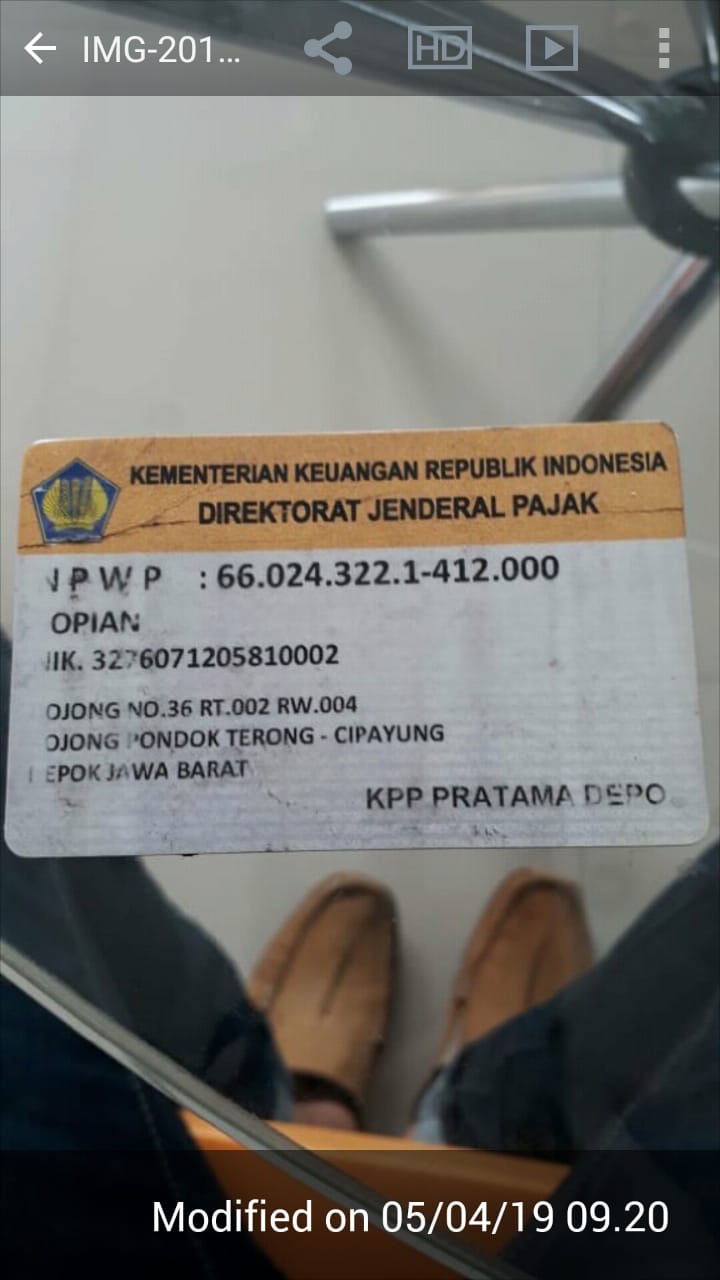 IMG-201...
HD
KEMENTERIAN KEUANGAN REPUBLIK INDONESIA
DIREKTORAT JENDERAL PAJAK
NPWP : 66.024.322.1-412.000
OPIAN
NIK. 3276071205810002
OJONG NO.36 RT.002 RW.004
OJONG PONDOK TERONG - CIPAYUNG
EPOK JAWA BARAT
KPP PRATAMA DEPO
Modified on 05/04/19 09.20